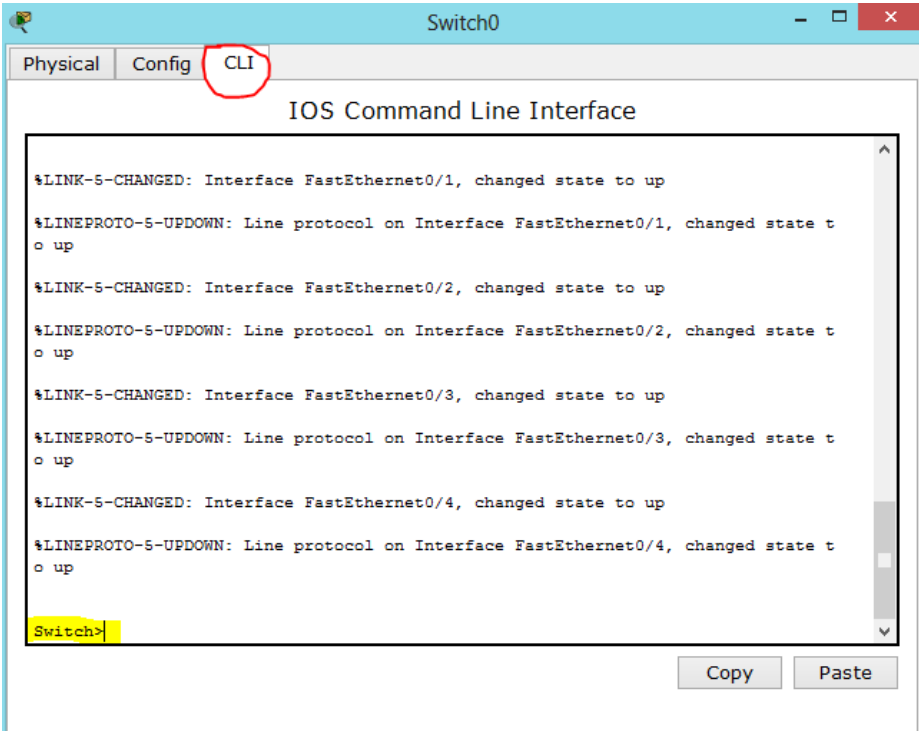 Switch0
Physical Config CLI
IOS Command Line Interface
%LINK-5-CHANGED: Interface FastEthernet0/1, changed state to up
%LINEPROTO-5-UPDOWN: Line protocol on Interface FastEthernet0/1, changed state t
o up
%LINK-5-CHANGED: Interface FastEthernet0/2, changed state to up
%LINEPROTO-5-UPDOWN: Line protocol on Interface FastEthernet0/2, changed state t
o up
%LINK-5-CHANGED: Interface FastEthernet0/3, changed state to up
%LINEPROTO-5-UPDOWN: Line protocol on Interface FastEthernet0/3, changed state t
o up
%LINK-5-CHANGED: Interface FastEthernet0/4, changed state to up
%LINEPROTO-5-UPDOWN: Line protocol on Interface FastEthernet0/4, changed state t
o up
Switch>
Copy Paste